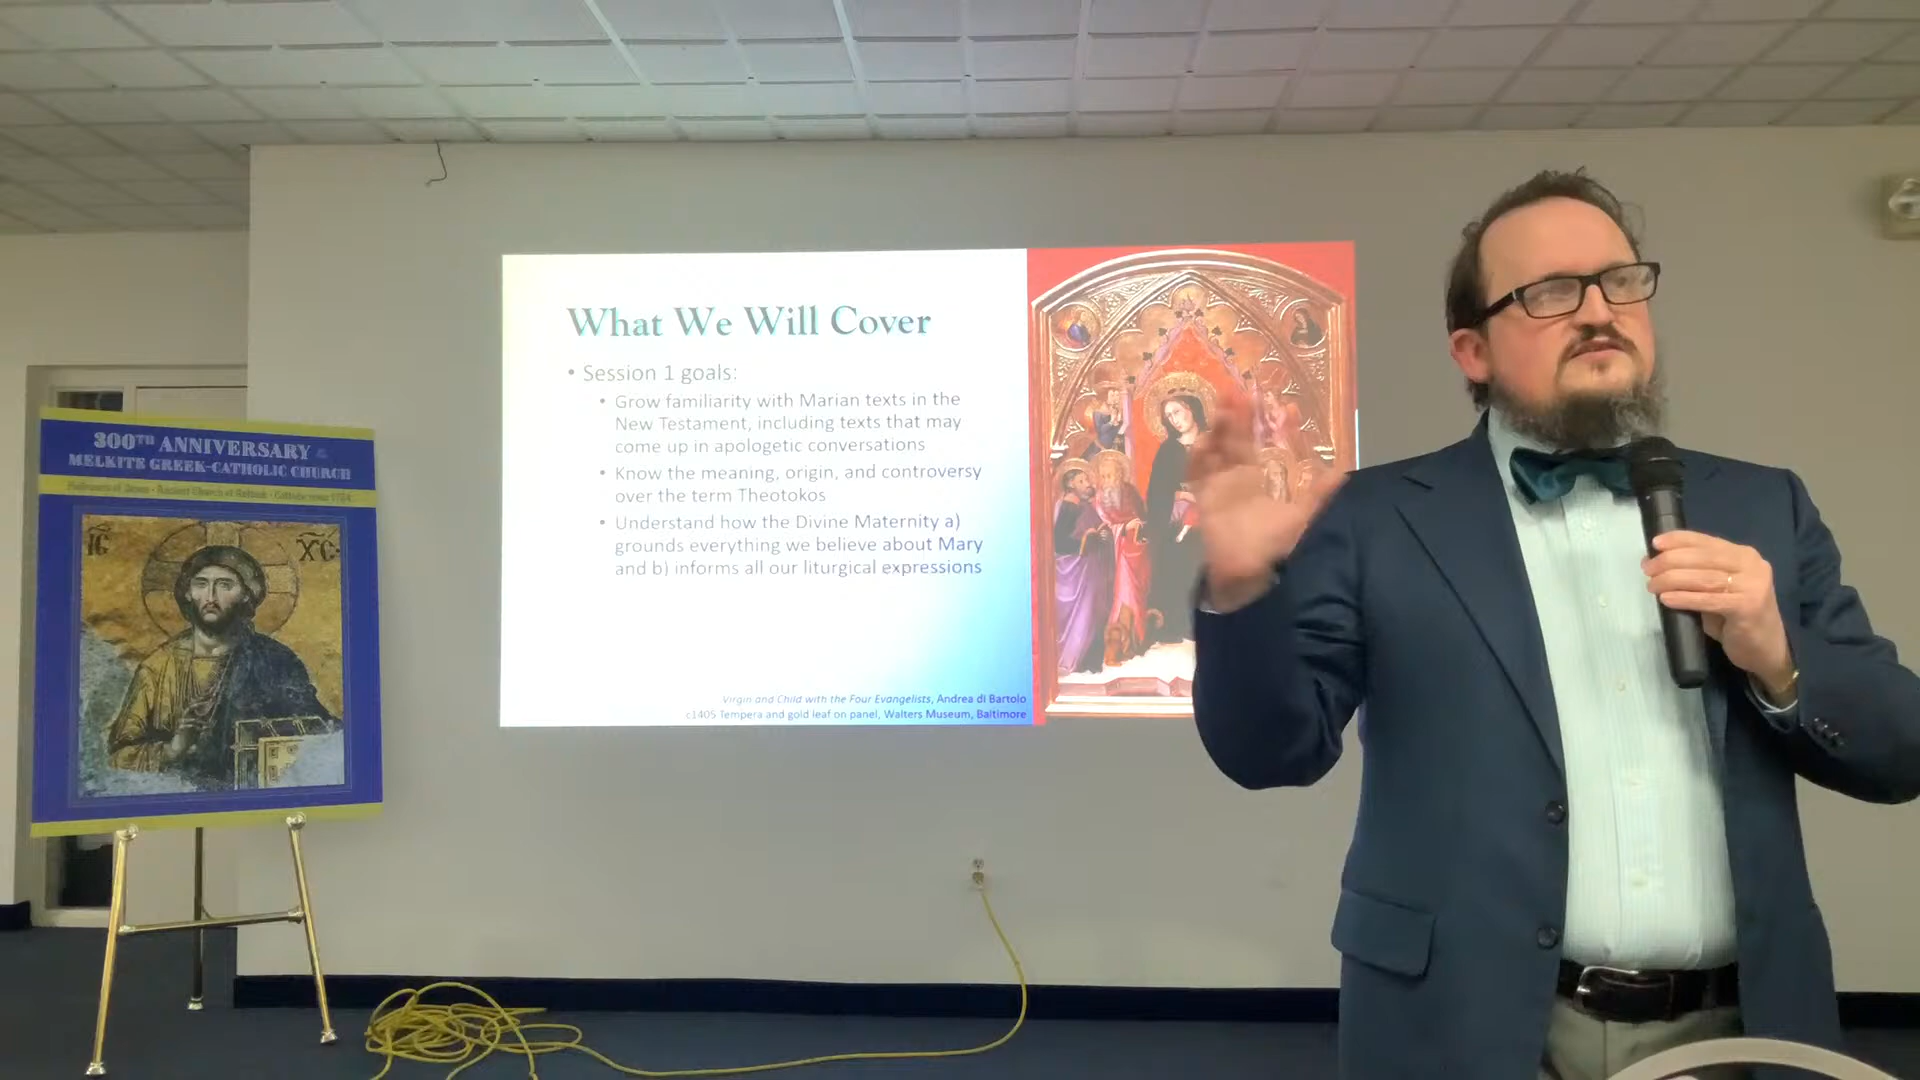 300TH ANNIVERSARY
MELKITE GREEK-CATHOLIC CHURCH
ΙC
XC
What We Will Cover
• Session 1 goals:
• Grow familiarity with Marian texts in the
New Testament, including texts that may
come up in apologetic conversations
• Know the meaning, origin, and controversy
over the term Theotokos
• Understand how the Divine Maternity a)
grounds everything we believe about Mary
and b) informs all our liturgical expressions
Virgin and Child with the Four Evangelists, Andrea di Bartolo
c1405 Tempera and gold leaf on panel, Walters Museum, Baltimore